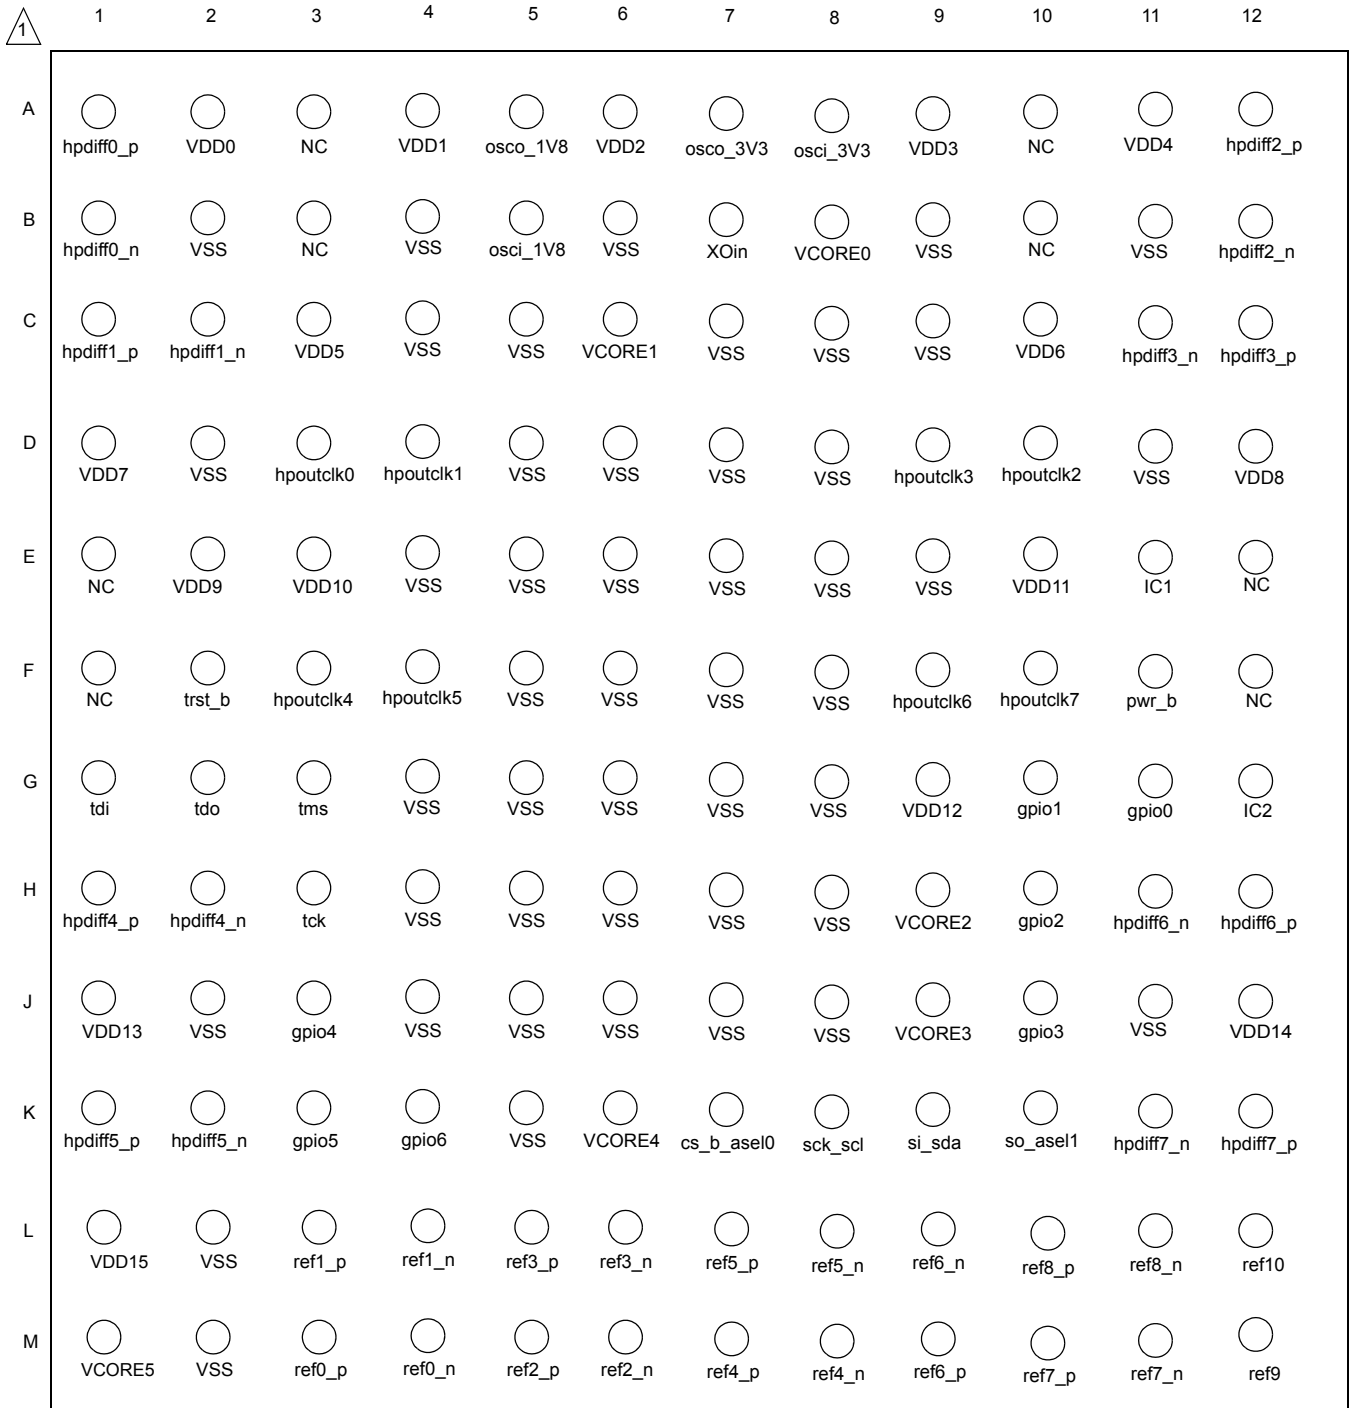 1 1 2 3 4 5 6 7 8 9 10 11 12
A
hpdiff0_p VDD0 NC VDD1 osco_1V8 VDD2 osco_3V3 osci_3V3 VDD3 NC VDD4 hpdiff2_p
B
hpdiff0_n VSS NC VSS osci_1V8 VSS XOin VCORE0 VSS NC VSS hpdiff2_n
C
hpdiff1_p hpdiff1_n VDD5 VSS VSS VCORE1 VSS VSS VSS VDD6 hpdiff3_n hpdiff3_p
D
VDD7 VSS hpoutclk0 hpoutclk1 VSS VSS VSS VSS hpoutclk3 hpoutclk2 VSS VDD8
E
NC VDD9 VDD10 VSS VSS VSS VSS VSS VSS VDD11 IC1 NC
F
NC trst_b hpoutclk4 hpoutclk5 VSS VSS VSS VSS hpoutclk6 hpoutclk7 pwr_b NC
G
tdi tdo tms VSS VSS VSS VSS VSS VDD12 gpio1 gpio0 IC2
H
hpdiff4_p hpdiff4_n tck VSS VSS VSS VSS VSS VCORE2 gpio2 hpdiff6_n hpdiff6_p
J
VDD13 VSS gpio4 VSS VSS VSS VSS VSS VCORE3 gpio3 VSS VDD14
K
hpdiff5_p hpdiff5_n gpio5 gpio6 VSS VCORE4 cs_b_asel0 sck_scl si_sda so_asel1 hpdiff7_n hpdiff7_p
L
VDD15 VSS ref1_p ref1_n ref3_p ref3_n ref5_p ref5_n ref6_n ref8_p ref8_n ref10
M
VCORE5 VSS ref0_p ref0_n ref2_p ref2_n ref4_p ref4_n ref6_p ref7_p ref7_n ref9